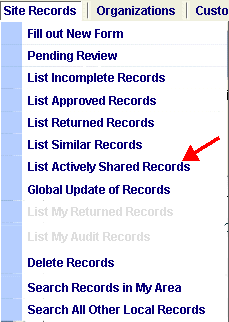 Site Records Organizations Custo
Fill out New Form
Pending Review
List Incomplete Records
List Approved Records
List Returned Records
List Similar Records
List Actively Shared Records
Global Update of Records
List My Returned Records
List My Audit Records
Delete Records
Search Records in My Area
Search All Other Local Records